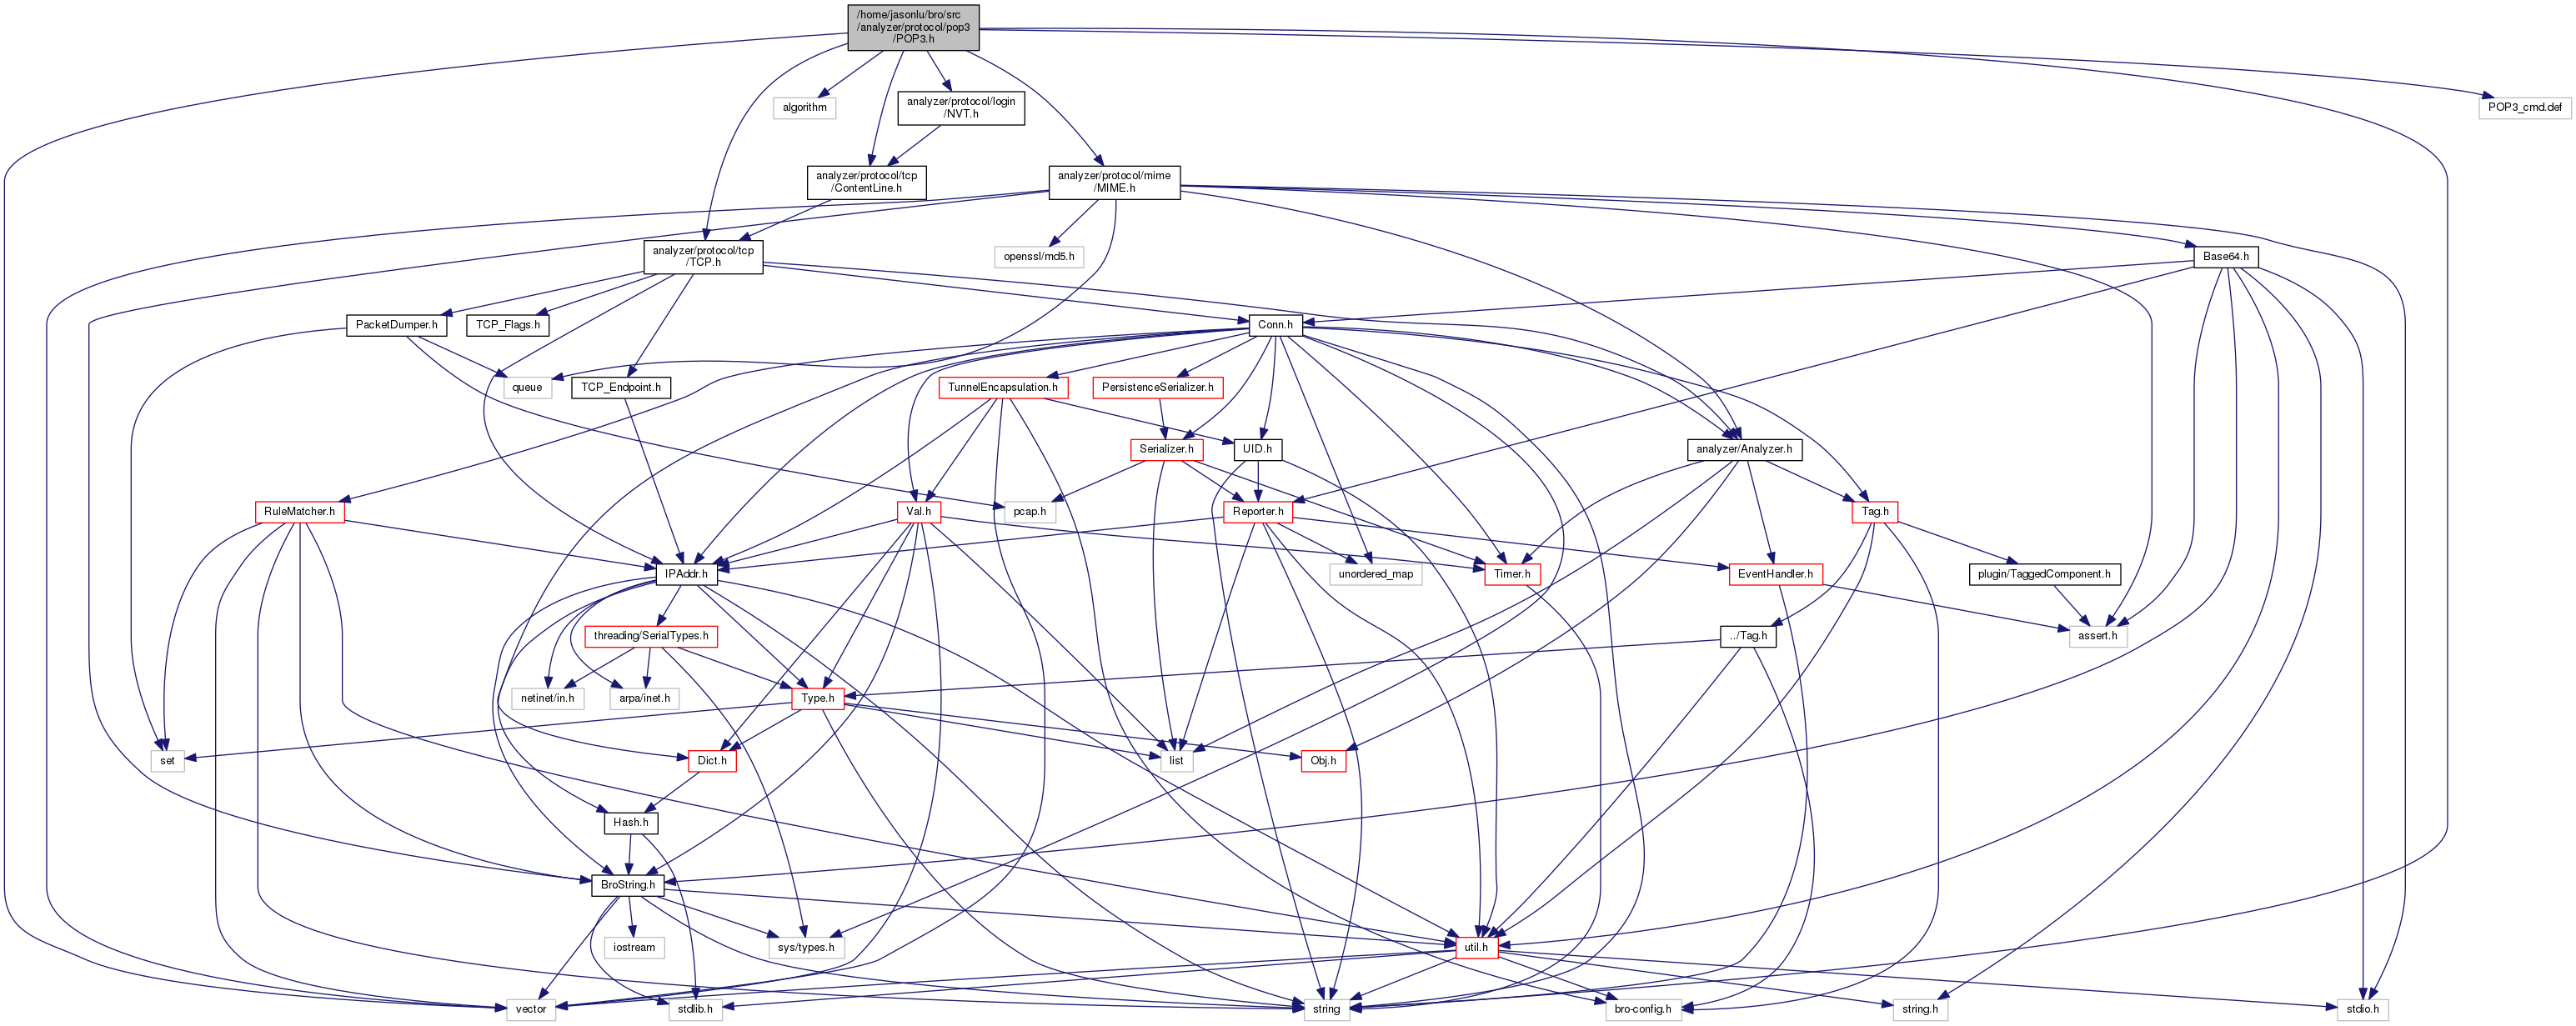 /home/jasonlu/bro/src
/analyzer/protocol/pop3
/POP3.h
algorithm
analyzer/protocol/login
/NVT.h
POP3_cmd.def
analyzer/protocol/tcp
/ContentLine.h
analyzer/protocol/mime
/MIME.h
analyzer/protocol/tcp
/TCP.h
openssl/md5.h
Base64.h
PacketDumper.h
TCP_Flags.h
Conn.h
queue
TCP_Endpoint.h
TunnelEncapsulation.h
PersistenceSerializer.h
Serializer.h
UID.h
analyzer/Analyzer.h
RuleMatcher.h
Val.h
pcap.h
Reporter.h
Tag.h
IPAddr.h
unordered_map
Timer.h
EventHandler.h
plugin/TaggedComponent.h
threading/SerialTypes.h
../Tag.h
assert.h
netinet/in.h
arpa/inet.h
Type.h
set
Dict.h
list
Obj.h
Hash.h
BroString.h
iostream
sys/types.h
util.h
vector
stdlib.h
string
bro-config.h
string.h
stdio.h